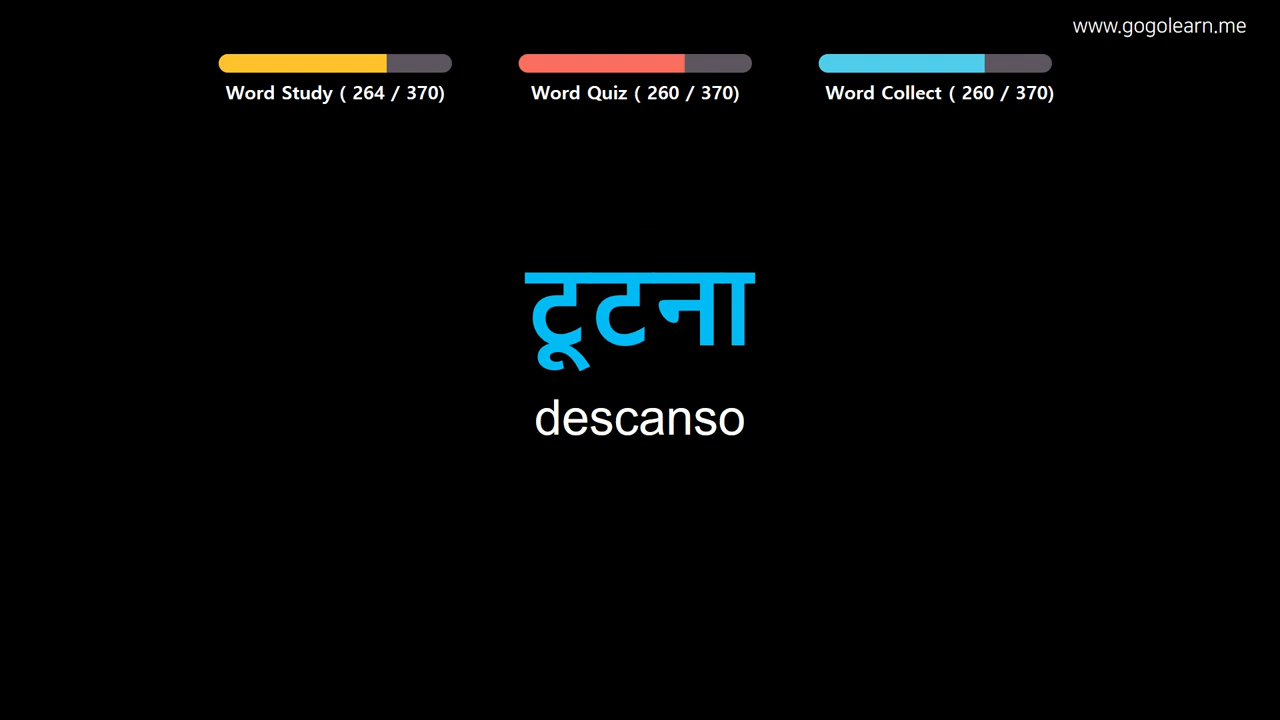 www.gogolearn.me
Word Study ( 264 / 370)
Word Quiz ( 260 / 370)
Word Collect ( 260 / 370)
टूटना
descanso